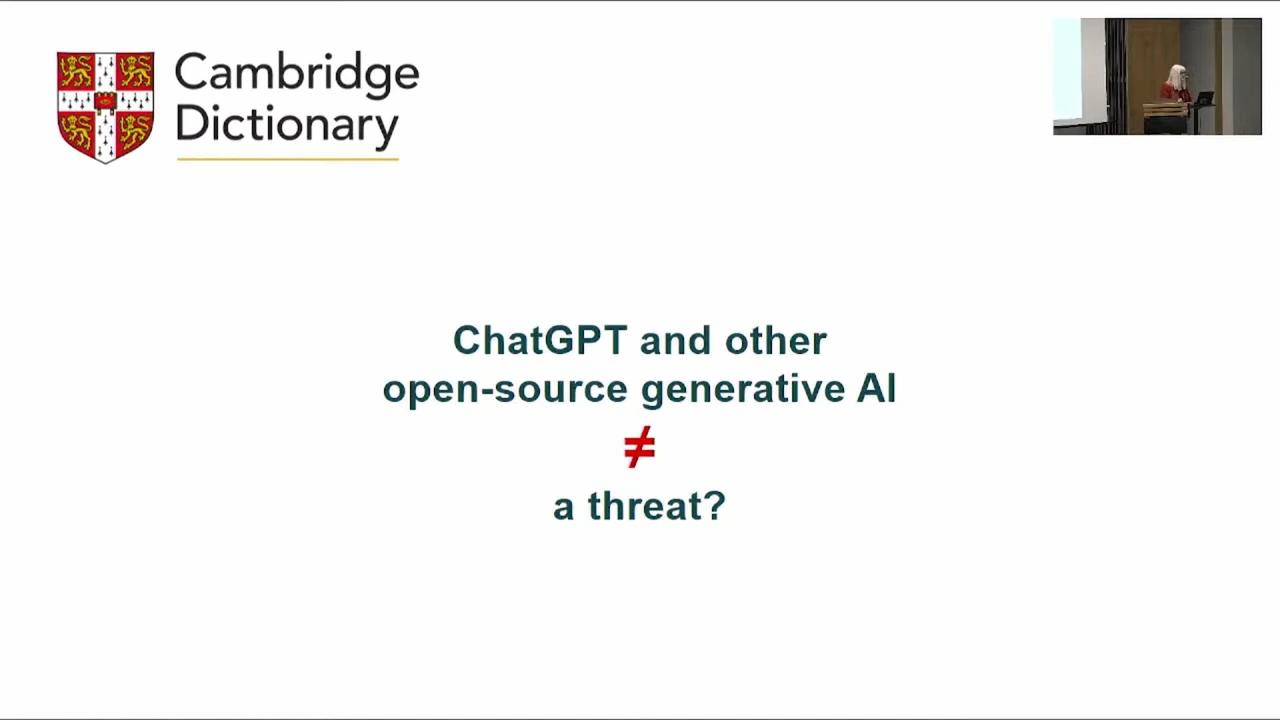 Cambridge
Dictionary
ChatGPT and other
open-source generative AI
≠
a threat?